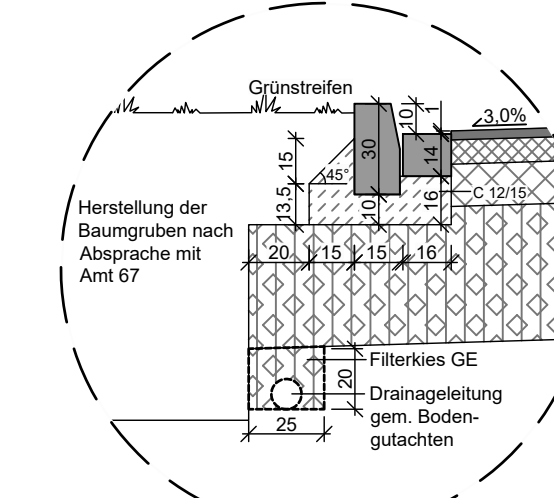 Grünstreifen
10
1
3,0%
15
30
14
45°
13,5
10
16
C 12/15
Herstellung der
Baumgruben nach
Absprache mit
Amt 67
20
15
15
16
Filterkies GE
20
Drainageleitung
gem. Boden-
gutachten
25